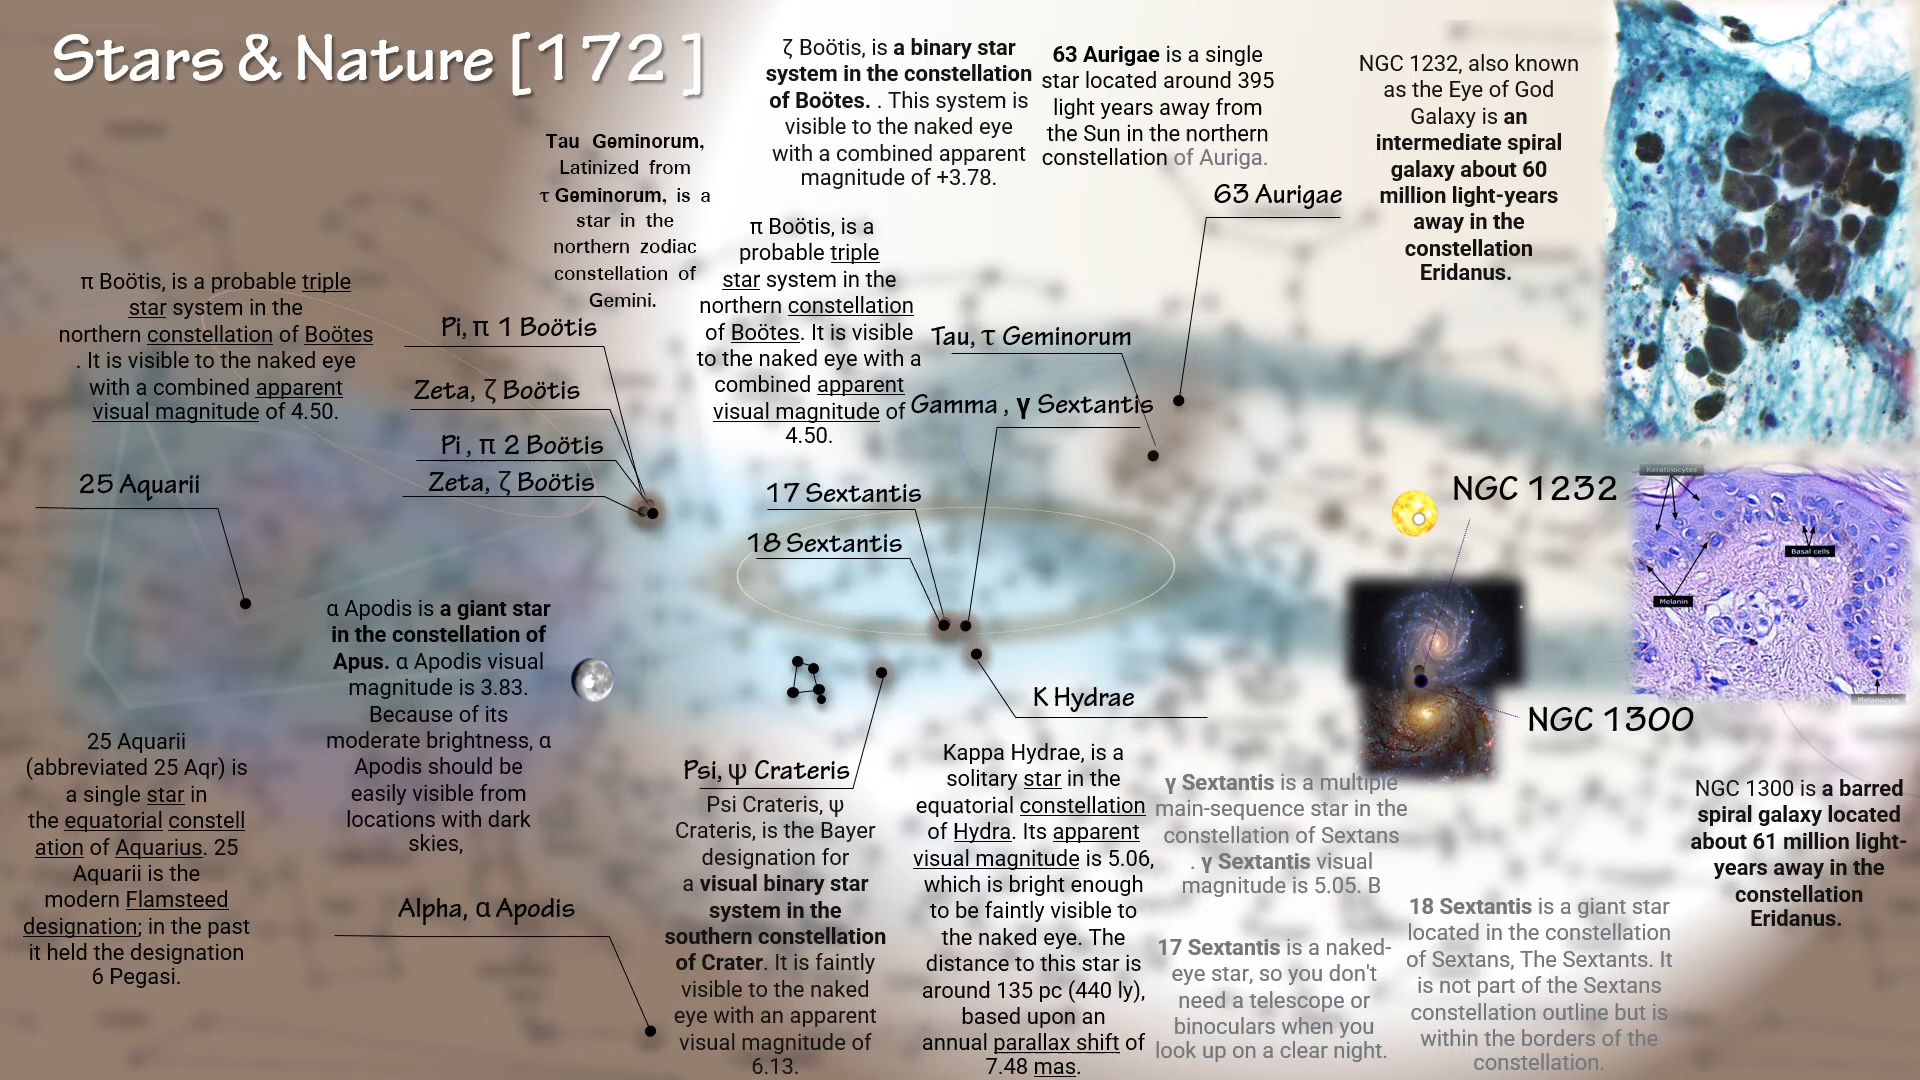 Stars & Nature [172 ]
ζ Boötis, is a binary star
system in the constellation
of Boötes. . This system is
visible to the naked eye
with a combined apparent
magnitude of +3.78.
63 Aurigae is a single
star located around 395
light years away from
the Sun in the northern
constellation of Auriga.
NGC 1232, also known
as the Eye of God
Galaxy is an
intermediate spiral
galaxy about 60
million light-years
away in the
constellation
Eridanus.
Tau Geminorum,
Latinized from
τ Geminorum, is a
star in the
northern zodiac
constellation of
Gemini.
63 Aurigae
π Boötis, is a
probable triple
star system in the
northern constellation
of Boötes. It is visible
to the naked eye with a
combined apparent
visual magnitude of
4.50.
π Boötis, is a probable triple
star system in the
northern constellation of Boötes
. It is visible to the naked eye
with a combined apparent
visual magnitude of 4.50.
Pi, π 1 Boötis
Zeta, ζ Boötis
Pi , π 2 Boötis
Zeta, ζ Boötis
Tau, τ Geminorum
Gamma , γ Sextantis
25 Aquarii
17 Sextantis
18 Sextantis
NGC 1232
Keratinocytes
Basal cells
Melanin
Melanocyte
α Apodis is a giant star
in the constellation of
Apus. α Apodis visual
magnitude is 3.83.
Because of its
moderate brightness, α
Apodis should be
easily visible from
locations with dark
skies,
K Hydrae
NGC 1300
25 Aquarii
(abbreviated 25 Aqr) is
a single star in
the equatorial constell
ation of Aquarius. 25
Aquarii is the
modern Flamsteed
designation; in the past
it held the designation
6 Pegasi.
Psi, ψ Crateris
Psi Crateris, ψ
Crateris, is the Bayer
designation for
a visual binary star
system in the
southern constellation
of Crater. It is faintly
visible to the naked
eye with an apparent
visual magnitude of
6.13.
Kappa Hydrae, is a
solitary star in the
equatorial constellation
of Hydra. Its apparent
visual magnitude is 5.06,
which is bright enough
to be faintly visible to
the naked eye. The
distance to this star is
around 135 pc (440 ly),
based upon an
annual parallax shift of
7.48 mas.
γ Sextantis is a multiple
main-sequence star in the
constellation of Sextans
. γ Sextantis visual
magnitude is 5.05. B
NGC 1300 is a barred
spiral galaxy located
about 61 million light-
years away in the
constellation
Eridanus.
Alpha, α Apodis
17 Sextantis is a naked-
eye star, so you don't
need a telescope or
binoculars when you
look up on a clear night.
18 Sextantis is a giant star
located in the constellation
of Sextans, The Sextants. It
is not part of the Sextans
constellation outline but is
within the borders of the
constellation.